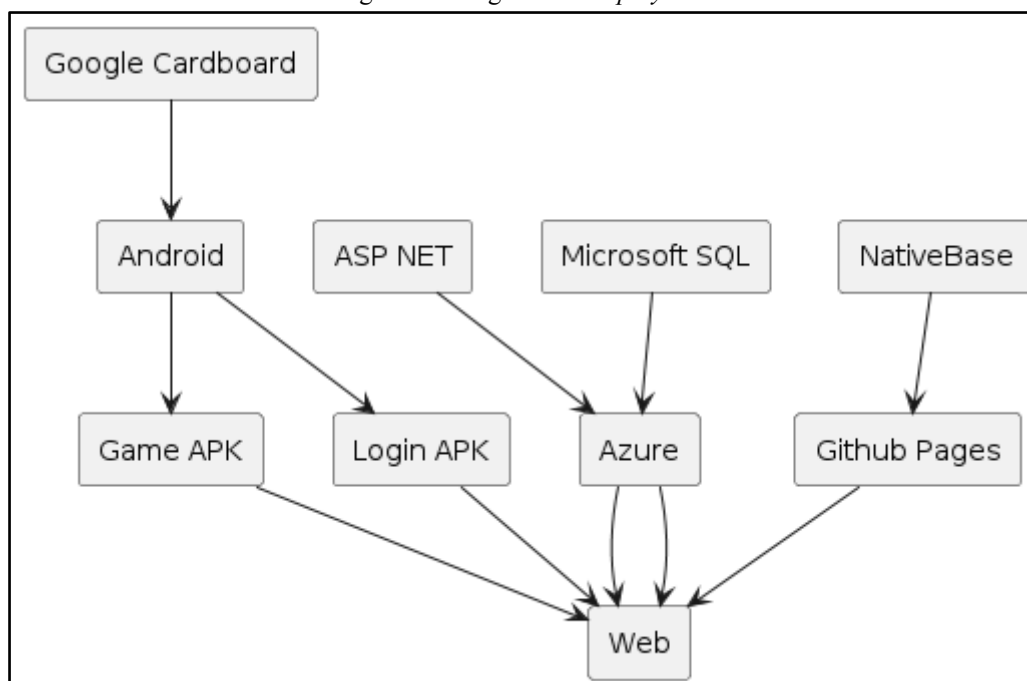 Google Cardboard
Android
ASP NET
Microsoft SQL
NativeBase
Game APK
Login APK
Azure
Github Pages
Web